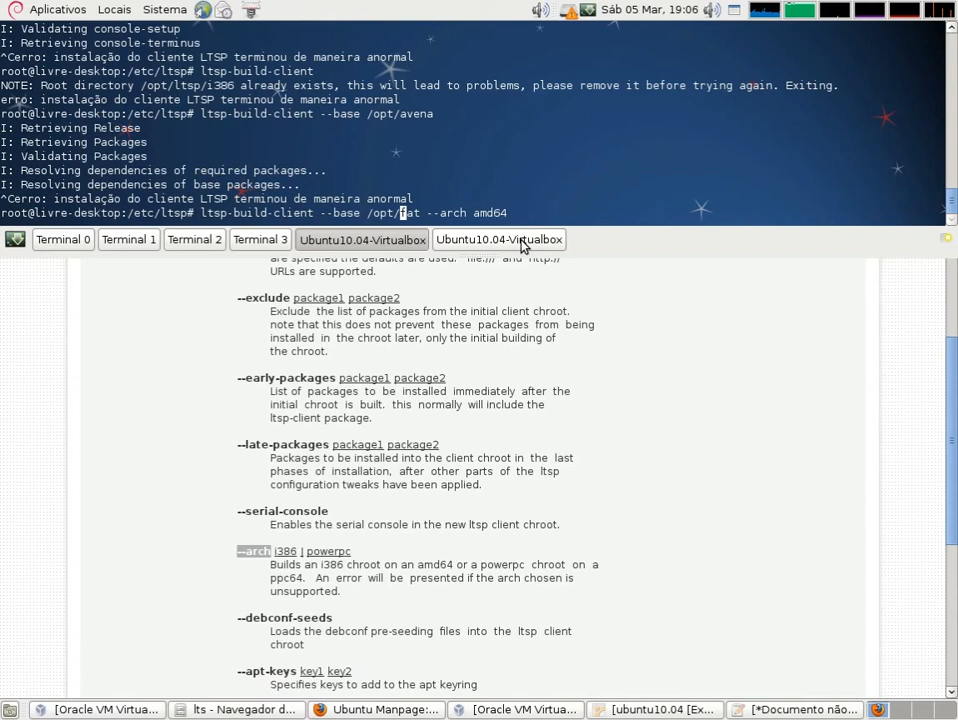 Aplicativos Locais Sistema Sáb 05 Mar, 19:06
I: Validating console-setup
I: Retrieving console-terminus
^Cerro: instalação do cliente LTSP terminou de maneira anormal
root@livre-desktop:/etc/ltsp# ltsp-build-client
NOTE: Root directory /opt/ltsp/i386 already exists, this will lead to problems, please remove it before trying again. Exiting.
erro: instalação do cliente LTSP terminou de maneira anormal
root@livre-desktop:/etc/ltsp# ltsp-build-client --base /opt/avena
I: Retrieving Release
I: Retrieving Packages
I: Validating Packages
I: Resolving dependencies of required packages...
I: Resolving dependencies of base packages...
^Cerro: instalação do cliente LTSP terminou de maneira anormal
root@livre-desktop:/etc/ltsp# ltsp-build-client --base /opt/fat --arch amd64
Terminal 0 Terminal 1 Terminal 2 Terminal 3 Ubuntu10.04-Virtualbox Ubuntu10.04-Virtualbox
are specified the defaults are used. file:/// and http://
URLs are supported.
--exclude package1 package2
Exclude the list of packages from the initial client chroot.
note that this does not prevent these packages from being
installed in the chroot later, only the initial building of
the chroot.
--early-packages package1 package2
List of packages to be installed immediately after the
initial chroot is built. this normally will include the
ltsp-client package.
--late-packages package1 package2
Packages to be installed into the client chroot in the last
phases of installation, after other parts of the ltsp
configuration tweaks have been applied.
--serial-console
Enables the serial console in the new ltsp client chroot.
--arch i386 | powerpc
Builds an i386 chroot on an amd64 or a powerpc chroot on a
ppc64. An error will be presented if the arch chosen is
unsupported.
--debconf-seeds
Loads the debconf pre-seeding files into the ltsp client
chroot
--apt-keys key1 key2
Specifies keys to add to the apt keyring
[Oracle VM Virtua... lts - Navegador d... Ubuntu Manpage:... [Oracle VM Virtua... [ubuntu10.04 [Ex... [*Documento não...